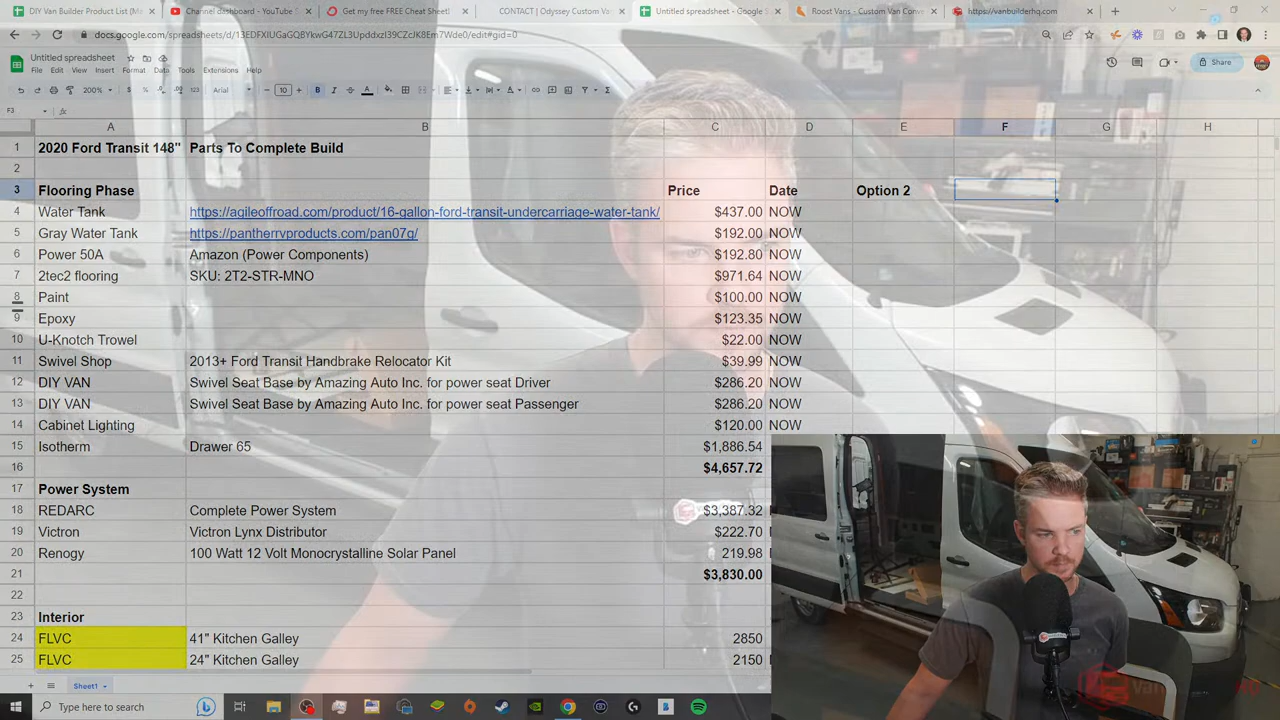 DIY Van Builder Product List (Ma
Channel dashboard - YouTube S
Get my free FREE Cheat Sheet!
CONTACT | Odyssey Custom Va
Untitled spreadsheet - Google S
Roost Vans - Custom Van Conve
https://vanbuilderhq.com
Untitled spreadsheet
File Edit View Insert Format Data Tools Extensions Help
Share
200% Arial 10
F3
A B C D E F G H
1 2020 Ford Transit 148" Parts To Complete Build
2
3 Flooring Phase Price Date Option 2
4 Water Tank https://agileoffroad.com/product/16-gallon-ford-transit-undercarriage-water-tank/ $437.00 NOW
5 Gray Water Tank https://pantherrvproducts.com/pan07g/ $192.00 NOW
6 Power 50A Amazon (Power Components) $192.80 NOW
7 2tec2 flooring SKU: 2T2-STR-MNO $971.64 NOW
8 Paint $100.00 NOW
9 Epoxy $123.35 NOW
10 U-Knotch Trowel $22.00 NOW
11 Swivel Shop 2013+ Ford Transit Handbrake Relocator Kit $39.99 NOW
12 DIY VAN Swivel Seat Base by Amazing Auto Inc. for power seat Driver $286.20 NOW
13 DIY VAN Swivel Seat Base by Amazing Auto Inc. for power seat Passenger $286.20 NOW
14 Cabinet Lighting $120.00 NOW
15 Isotherm Drawer 65 $1,886.54
16 $4,657.72
17 Power System
18 REDARC Complete Power System $3,387.32
19 Victron Victron Lynx Distributor $222.70
20 Renogy 100 Watt 12 Volt Monocrystalline Solar Panel 219.98
21 $3,830.00
22
23 Interior
24 FLVC 41" Kitchen Galley 2850
25 FLVC 24" Kitchen Galley 2150
Sheet1
Type here to search